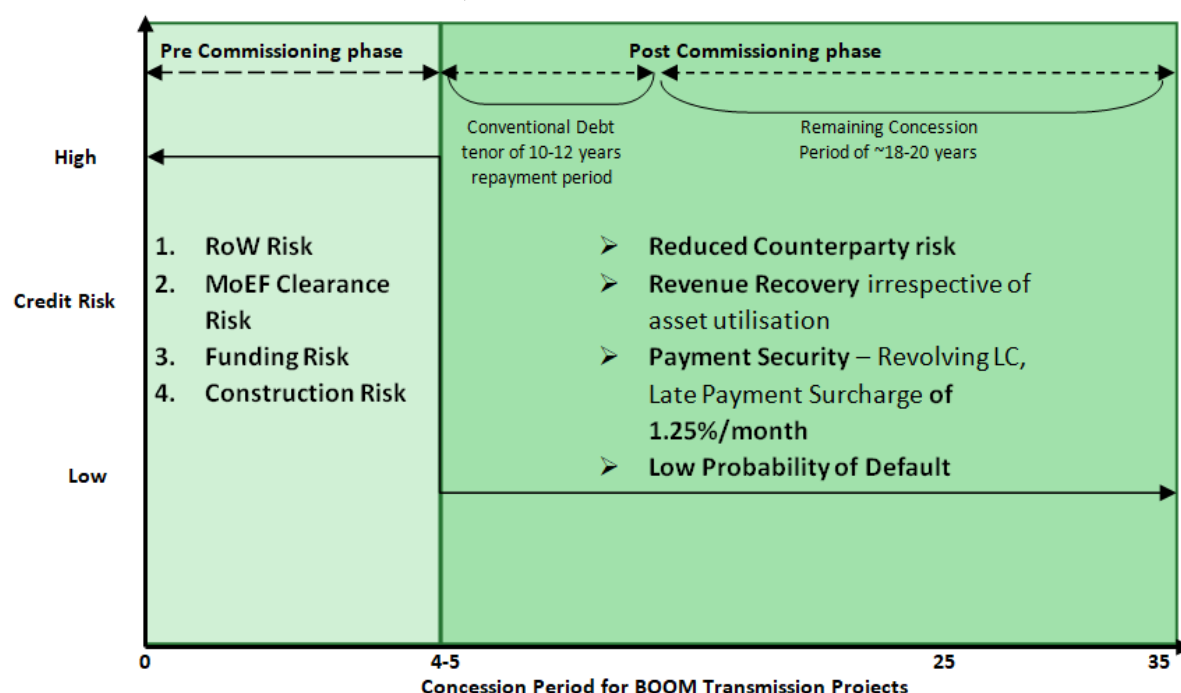 Pre Commissioning phase
Post Commissioning phase
Conventional Debt
tenor of 10-12 years
repayment period
Remaining Concession
Period of ~18-20 years
High
Credit Risk
Low
1. RoW Risk
2. MoEF Clearance
Risk
3. Funding Risk
4. Construction Risk
➢ Reduced Counterparty risk
➢ Revenue Recovery irrespective of
asset utilisation
➢ Payment Security – Revolving LC,
Late Payment Surcharge of
1.25%/month
➢ Low Probability of Default
0
4-5
25
35
Concession Period for BOOM Transmission Projects